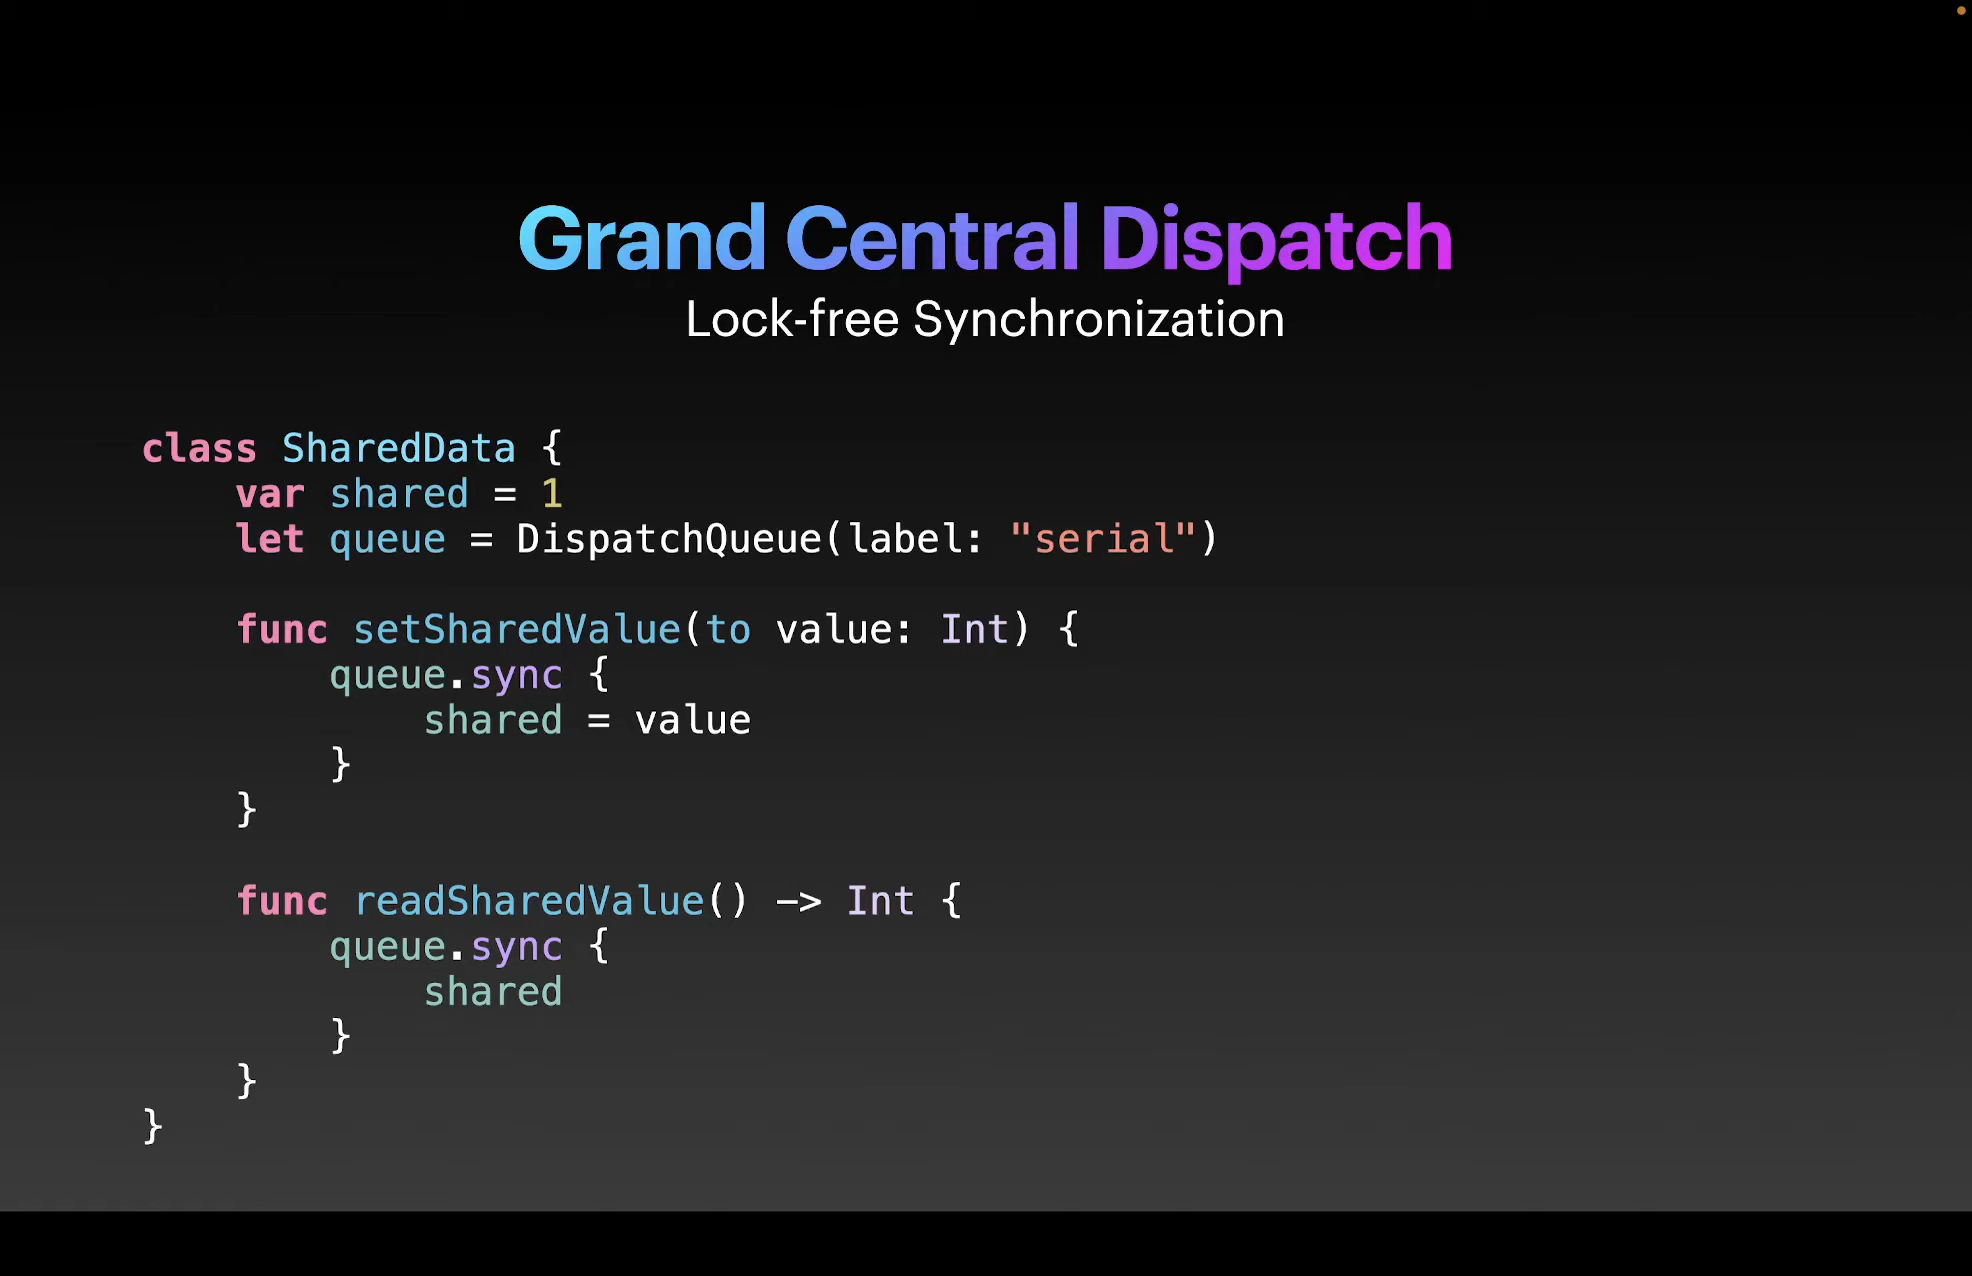 Grand Central Dispatch
Lock-free Synchronization
class SharedData {
    var shared = 1
    let queue = DispatchQueue(label: "serial")

    func setSharedValue(to value: Int) {
        queue.sync {
            shared = value
        }
    }

    func readSharedValue() -> Int {
        queue.sync {
            shared
        }
    }
}